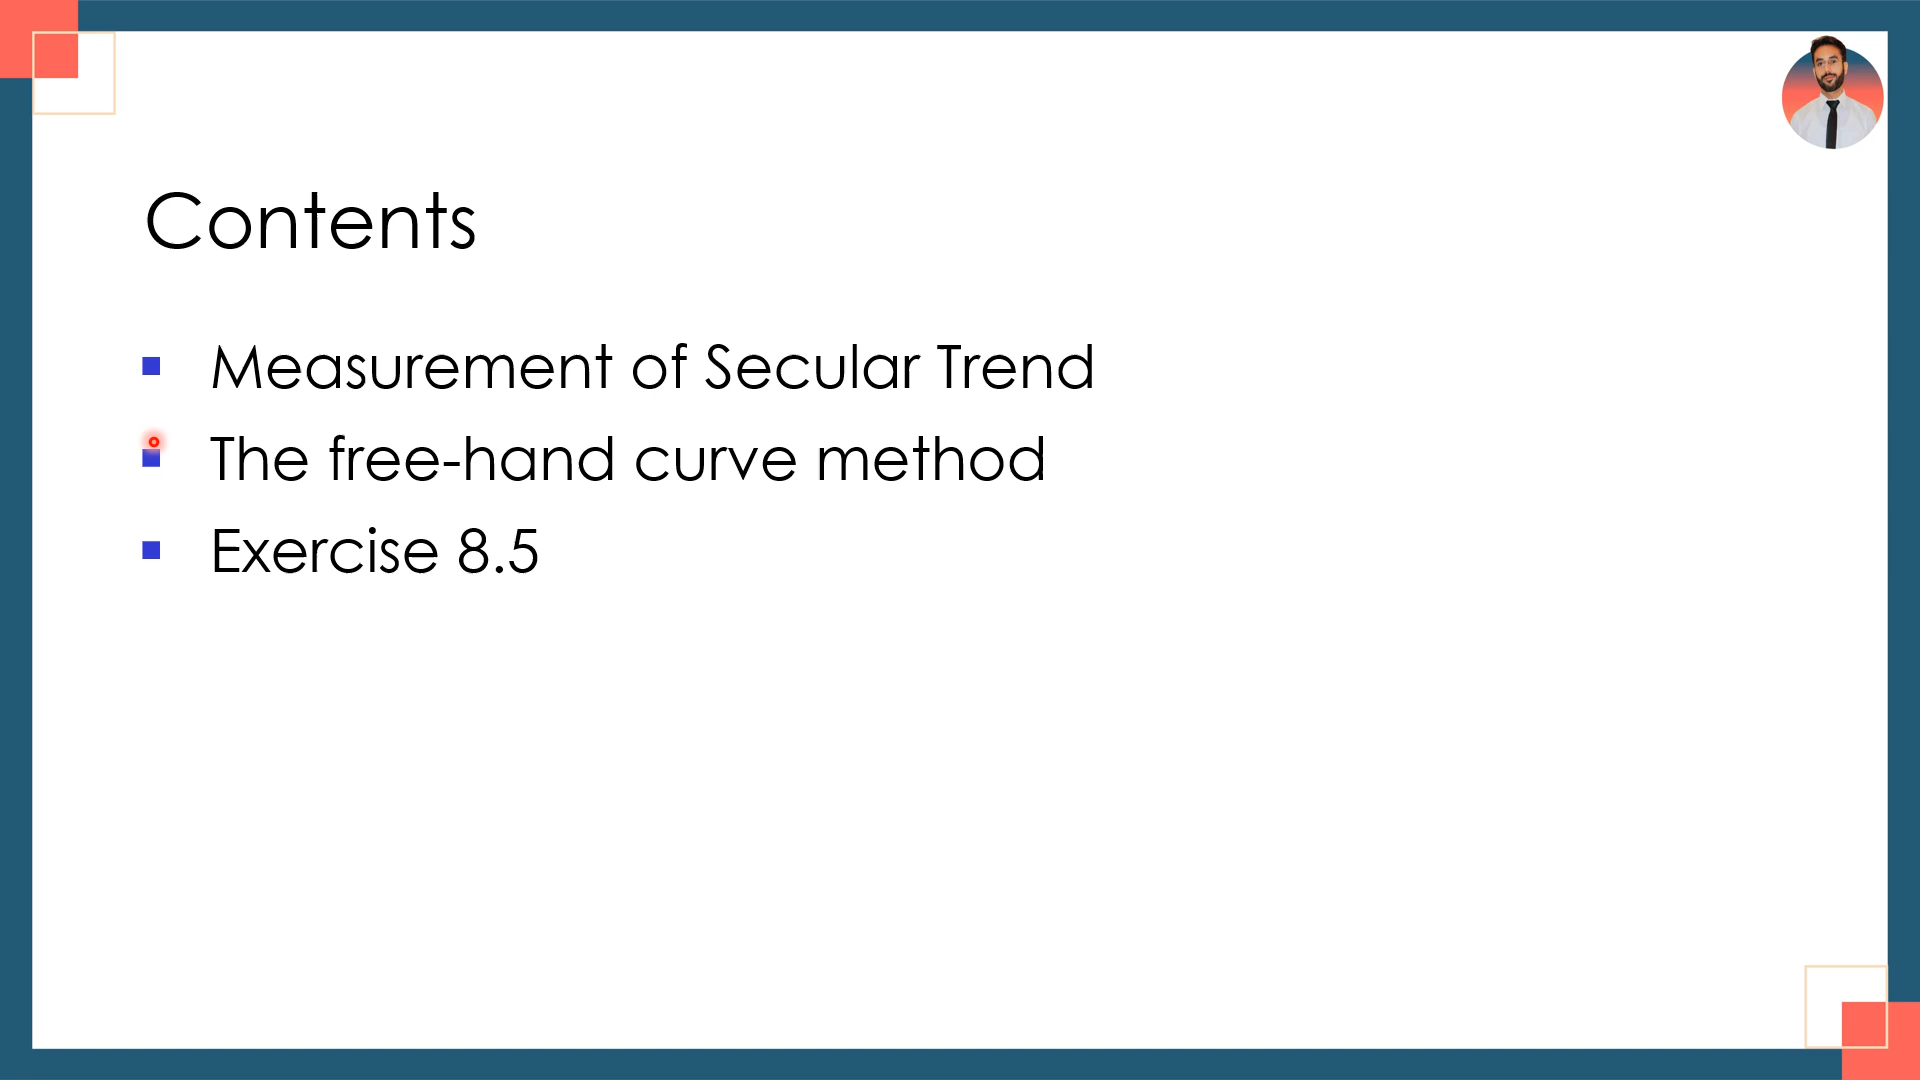 Contents
Measurement of Secular Trend
The free-hand curve method
Exercise 8.5